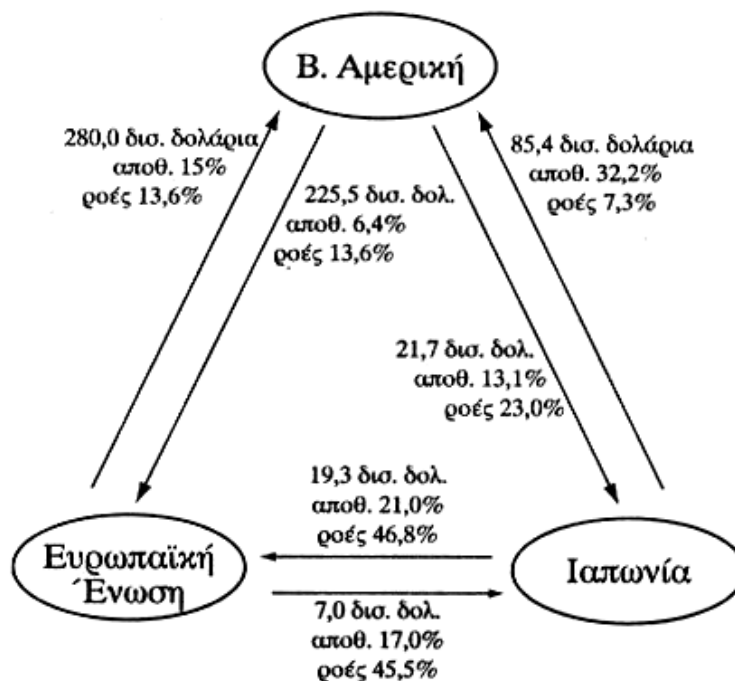 Β. Αμερική
280,0 δισ. δολάρια
αποθ. 15%
ροές 13,6%
225,5 δισ. δολ.
αποθ. 6,4%
ροές 13,6%
85,4 δισ. δολάρια
αποθ. 32,2%
ροές 7,3%
21,7 δισ. δολ.
αποθ. 13,1%
ροές 23,0%
19,3 δισ. δολ.
αποθ. 21,0%
ροές 46,8%
Ευρωπαϊκή
Ένωση
Ιαπωνία
7,0 δισ. δολ.
αποθ. 17,0%
ροές 45,5%